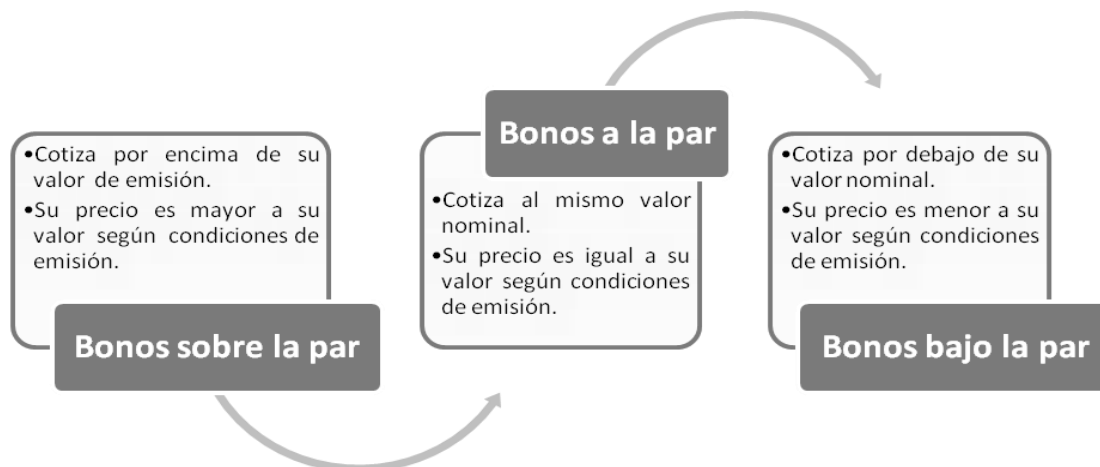 •Cotiza por encima de su
valor de emisión.
•Su precio es mayor a su
valor según condiciones de
emisión.
Bonos sobre la par
Bonos a la par
•Cotiza al mismo valor
nominal.
•Su precio es igual a su
valor según condiciones
de emisión.
•Cotiza por debajo de su
valor nominal.
•Su precio es menor a su
valor según condiciones
de emisión.
Bonos bajo la par